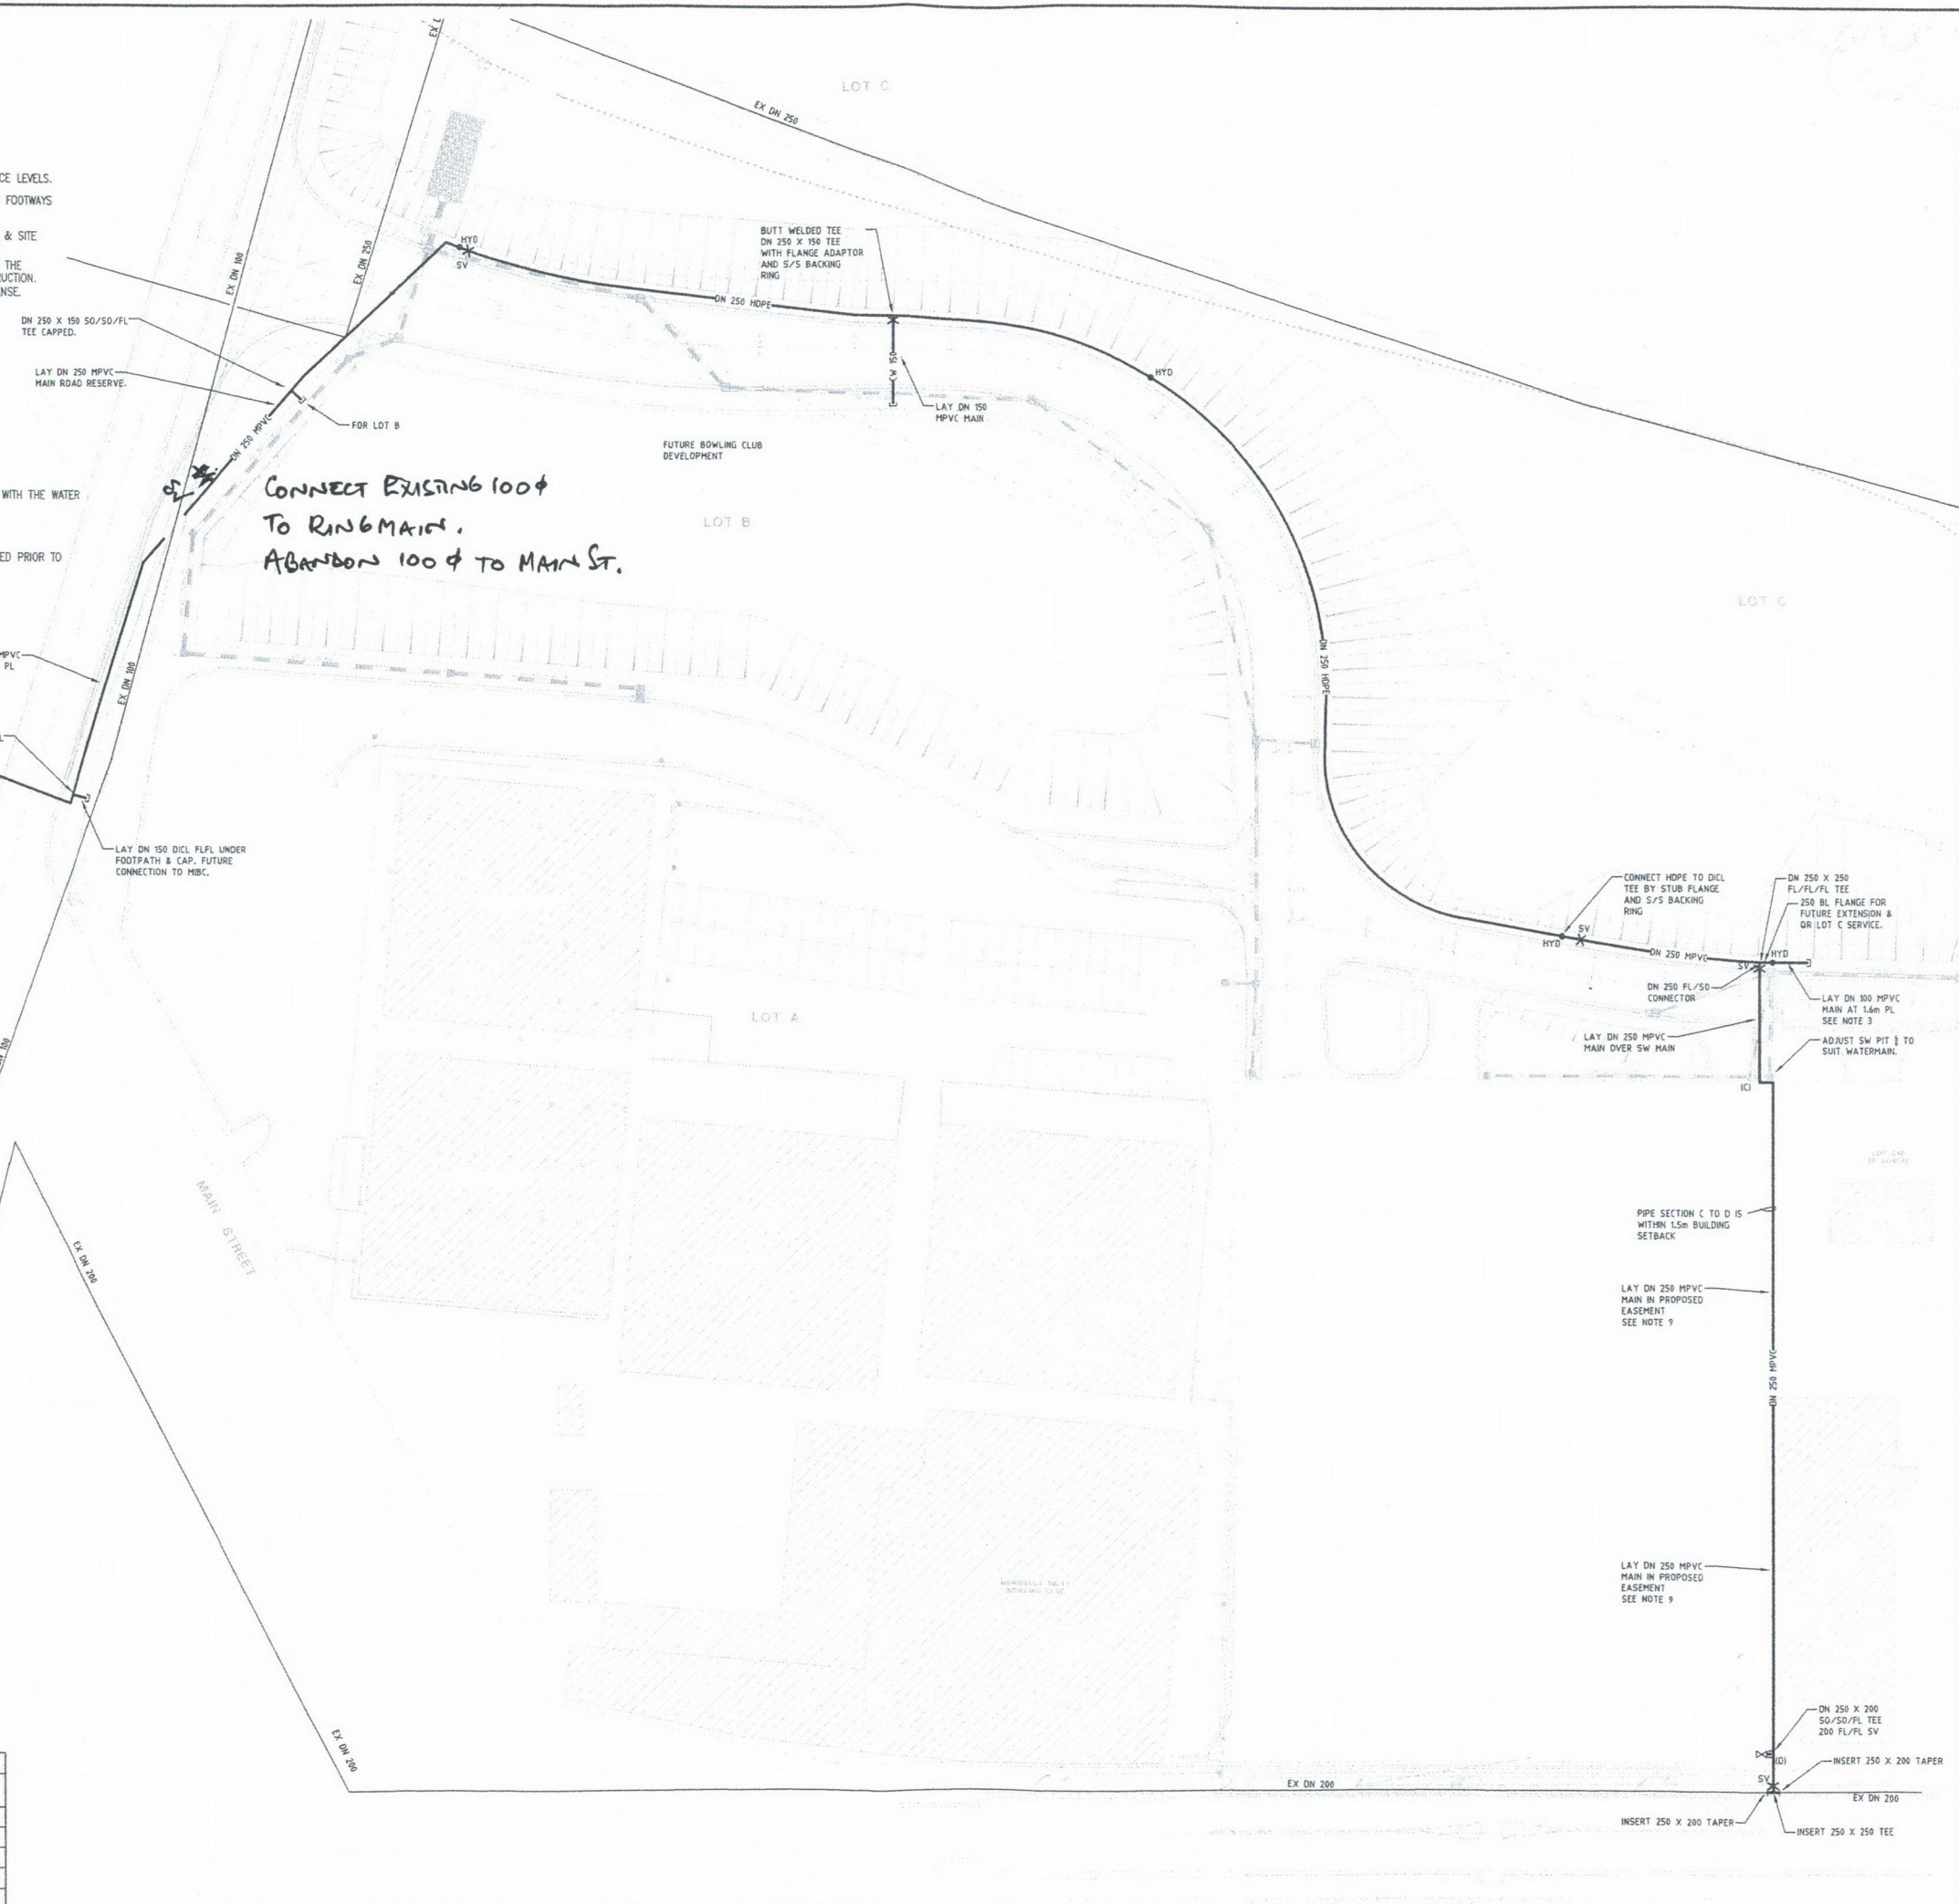 EX D
LOT C
EX DN 250
CE LEVELS.
FOOTWAYS
& SITE
THE
UCTION.
NSE.
EX DN 100
EX DN 250
HYD
SV
BUTT WELDED TEE
DN 250 X 150 TEE
WITH FLANGE ADAPTOR
AND S/S BACKING
RING
DN 250 HDPE
DN 250 X 150 SO/SO/FL
TEE CAPPED.
LAY DN 250 MPVC
MAIN ROAD RESERVE.
CW 150
HYD
LAY DN 150
MPVC MAIN
FOR LOT B
DN 250 MPVC
FUTURE BOWLING CLUB
DEVELOPMENT
SV
CONNECT EXISTING 100ϕ
TO RINGMAIN.
ABANDON 100 ϕ TO MAIN ST.
WITH THE WATER
ED PRIOR TO
LOT B
LOT C
MPVC
PL
EX DN 100
DN 250 HDPE
L
LAY DN 150 DICL FLFL UNDER
FOOTPATH & CAP. FUTURE
CONNECTION TO MIBC.
CONNECT HDPE TO DICL
TEE BY STUB FLANGE
AND S/S BACKING
RING
DN 250 X 250
FL/FL/FL TEE
250 BL FLANGE FOR
FUTURE EXTENSION &
QR LOT C SERVICE.
SV
HYD
DN 250 MPVC
SV
HYD
DN 250 FL/SO
CONNECTOR
LAY DN 100 MPVC
MAIN AT 1.6m PL
SEE NOTE 3
LAY DN 250 MPVC
MAIN OVER SW MAIN
ADJUST SW PIT ℄ TO
SUIT WATERMAIN.
(C)
LOT A
100
MAIN STREET
PIPE SECTION C TO D IS
WITHIN 1.5m BUILDING
SETBACK
EX DN 200
LAY DN 250 MPVC
MAIN IN PROPOSED
EASEMENT
SEE NOTE 9
DN 250 MPVC
LAY DN 250 MPVC
MAIN IN PROPOSED
EASEMENT
SEE NOTE 9
BOWLING CLUB
DN 250 X 200
SO/SO/FL TEE
200 FL/FL SV
(D)
INSERT 250 X 200 TAPER
EX DN 200
SV
EX DN 200
EX DN 200
INSERT 250 X 200 TAPER
INSERT 250 X 250 TEE